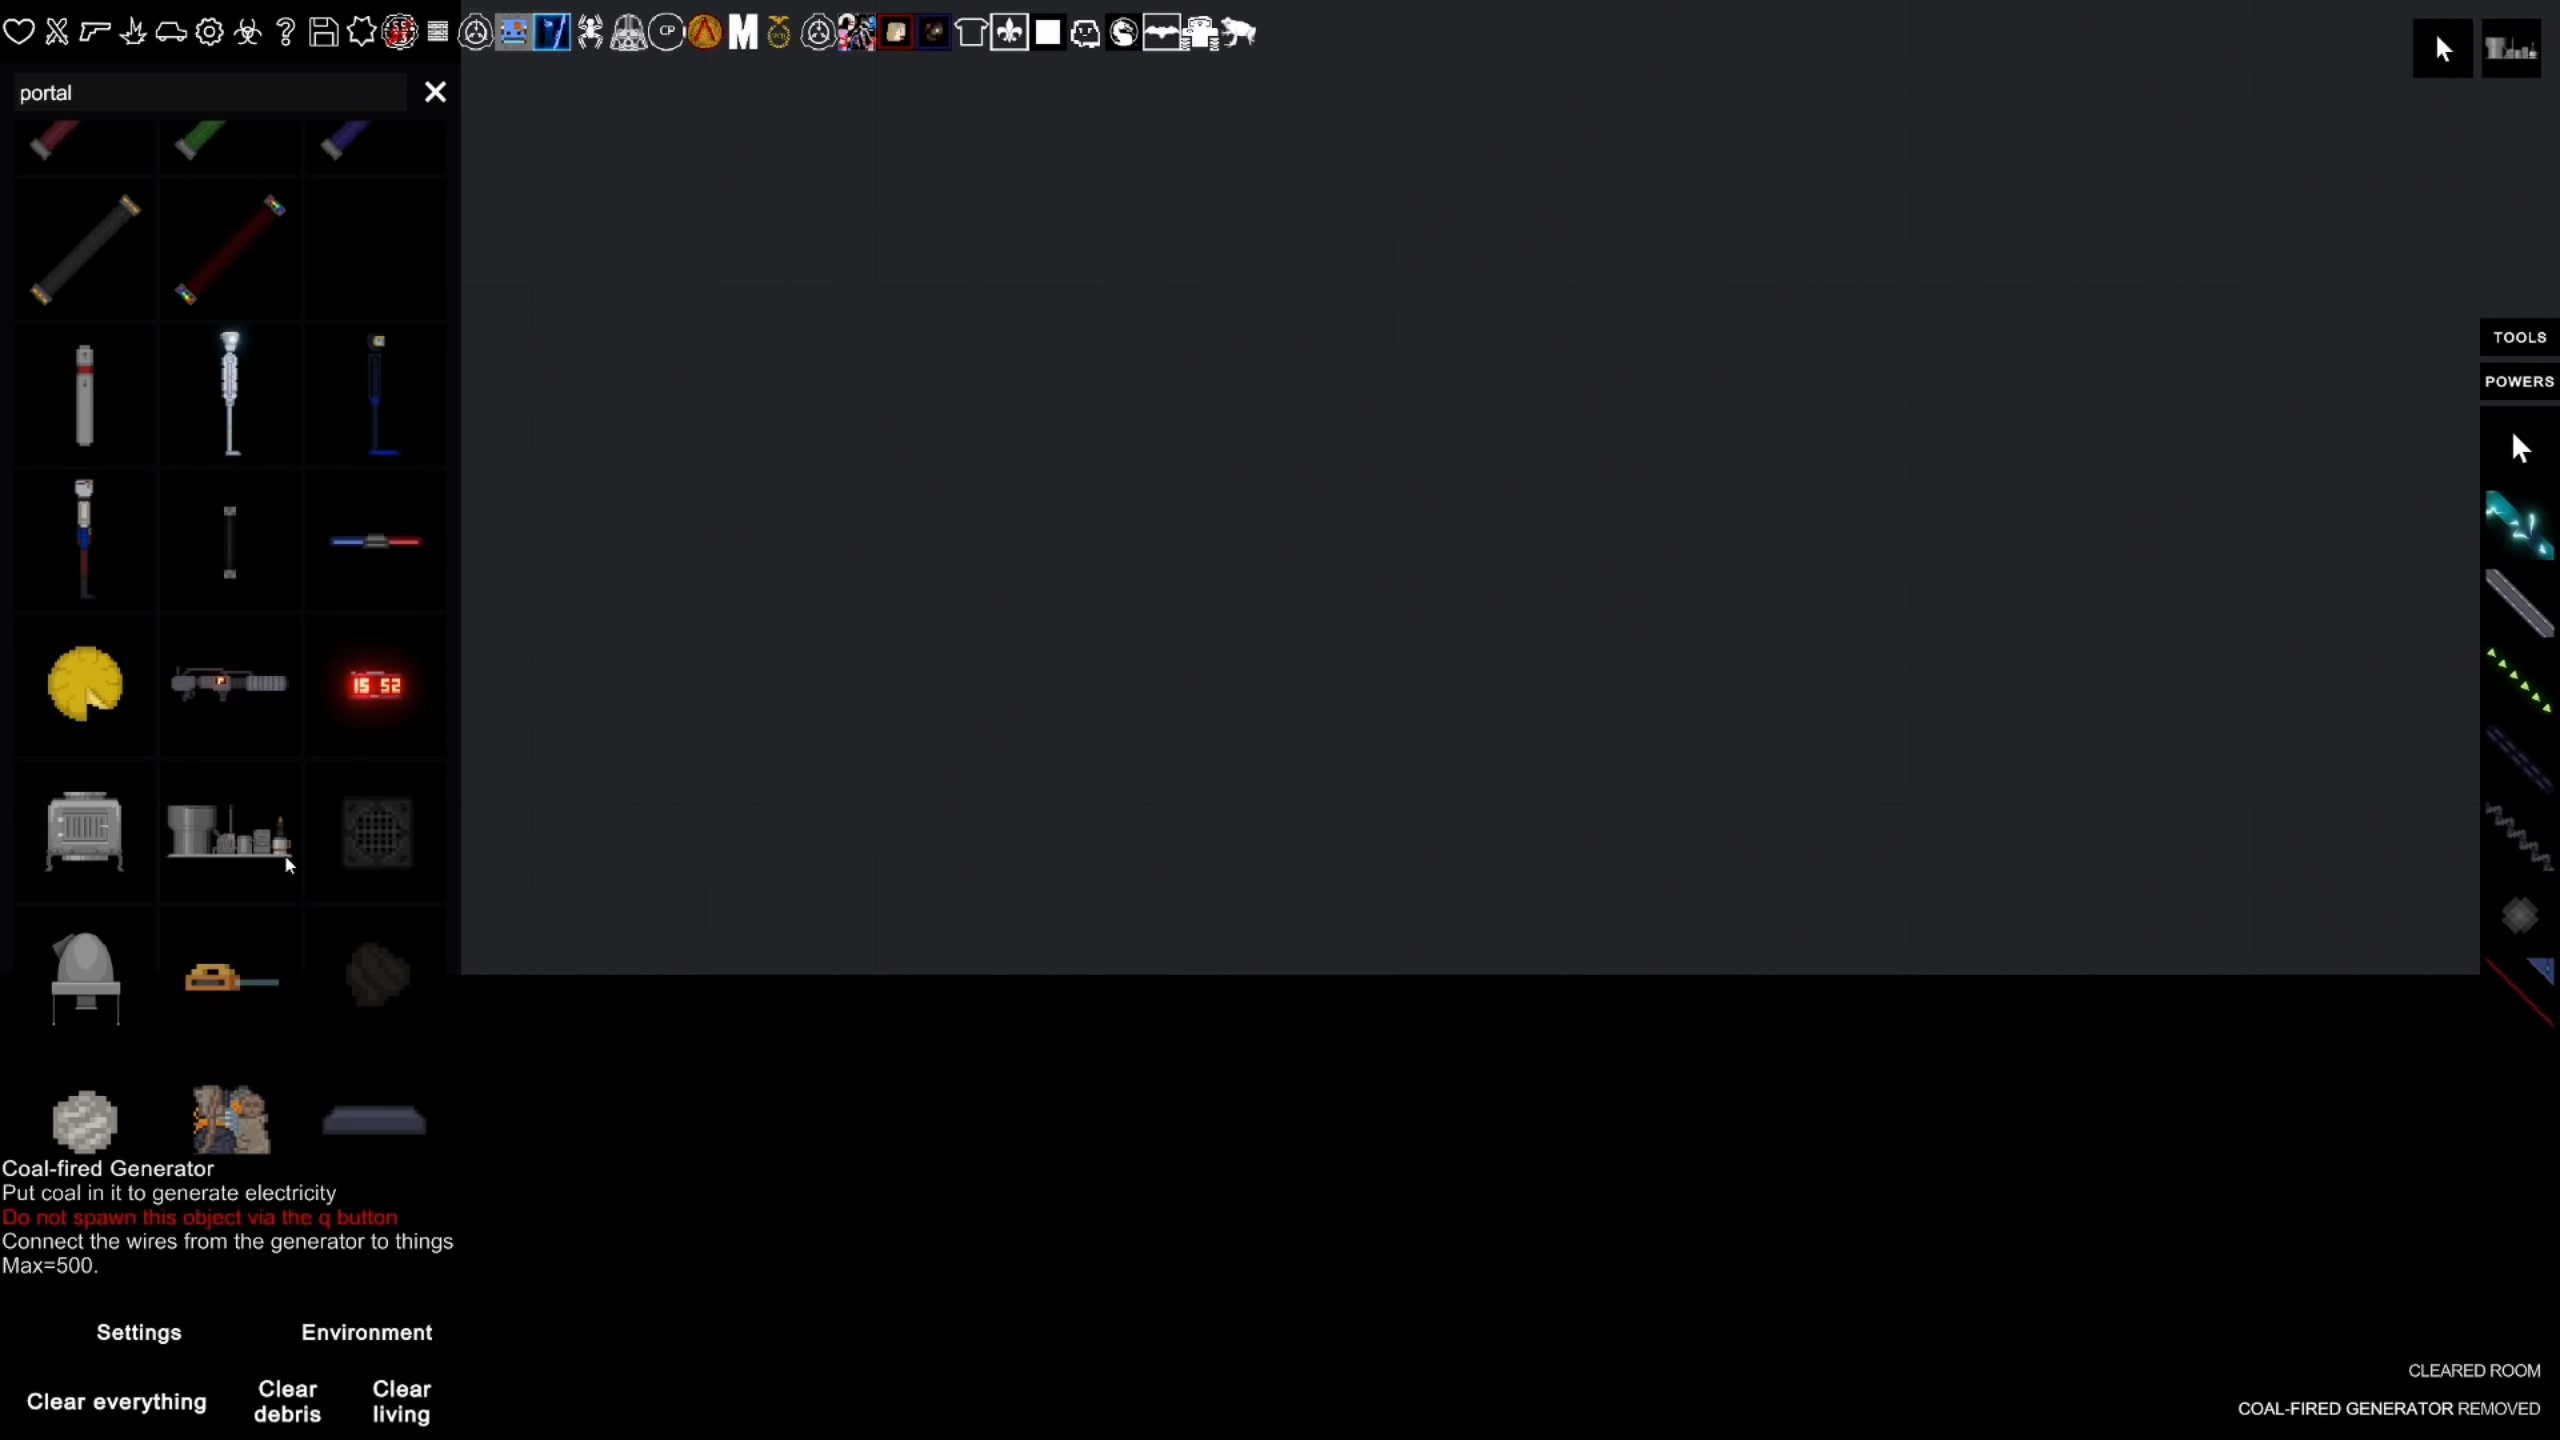 CP
M
portal
TOOLS
POWERS
15 52
Coal-fired Generator
Put coal in it to generate electricity
Do not spawn this object via the q button
Connect the wires from the generator to things
Max=500.
Settings
Environment
Clear everything
Clear debris
Clear living
CLEARED ROOM
COAL-FIRED GENERATOR REMOVED